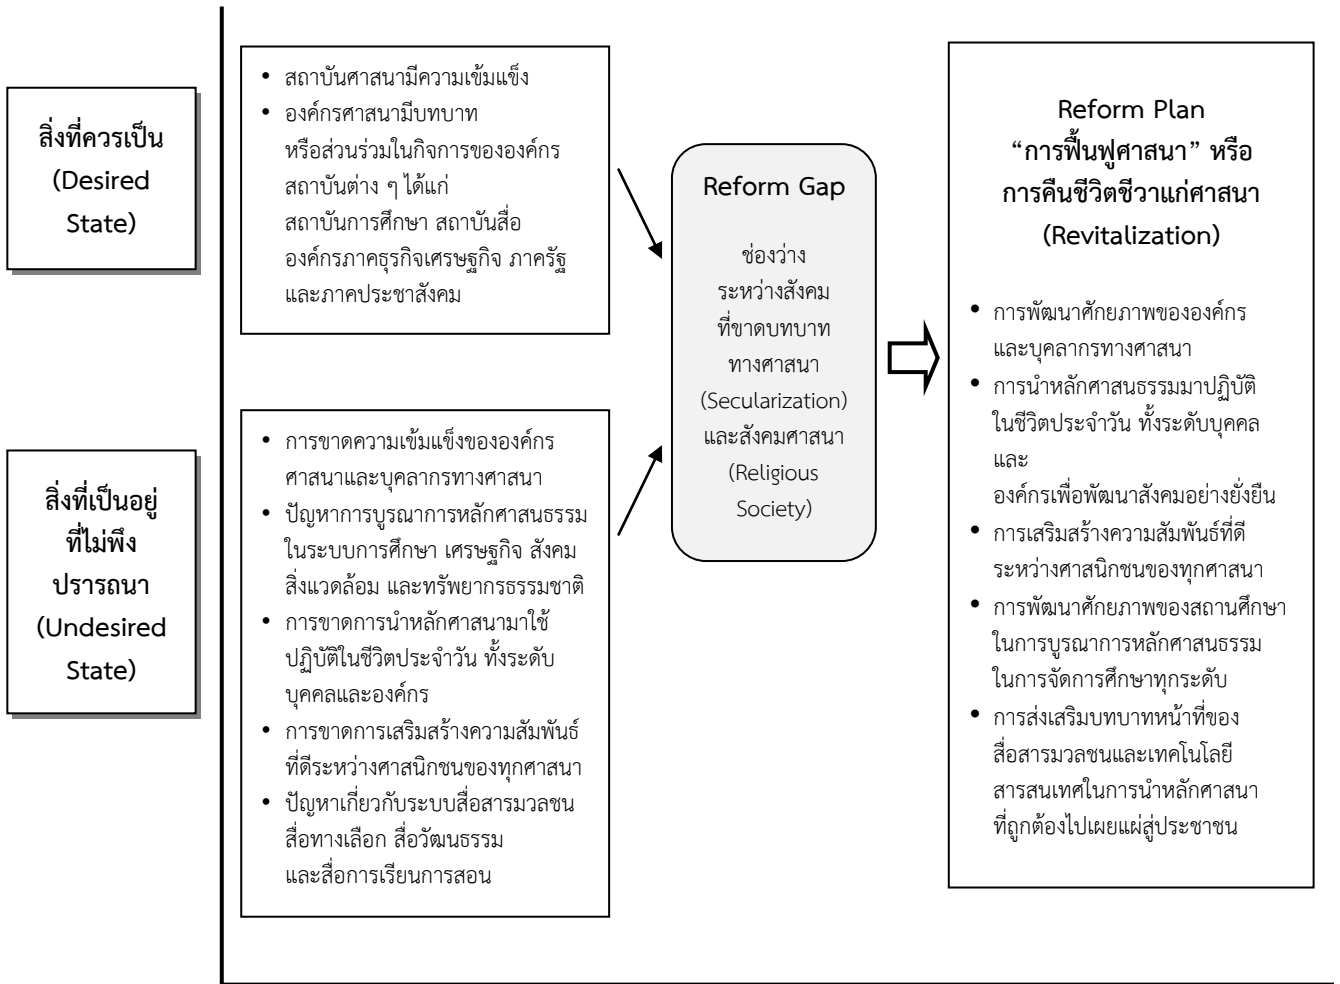 สิ่งที่ควรเป็น
(Desired
State)
• สถาบันศาสนามีความเข้มแข็ง
• องค์กรศาสนามีบทบาท
หรือส่วนร่วมในกิจการขององค์กร
สถาบันต่าง ๆ ได้แก่
สถาบันการศึกษา สถาบันสื่อ
องค์กรภาคธุรกิจเศรษฐกิจ ภาครัฐ
และภาคประชาสังคม
สิ่งที่เป็นอยู่
ที่ไม่พึง
ปรารถนา
(Undesired
State)
• การขาดความเข้มแข็งขององค์กร
ศาสนาและบุคลากรทางศาสนา
• ปัญหาการบูรณาการหลักศาสนธรรม
ในระบบการศึกษา เศรษฐกิจ สังคม
สิ่งแวดล้อม และทรัพยากรธรรมชาติ
• การขาดการนำหลักศาสนามาใช้
ปฏิบัติในชีวิตประจำวัน ทั้งระดับ
บุคคลและองค์กร
• การขาดการเสริมสร้างความสัมพันธ์
ที่ดีระหว่างศาสนิกชนของทุกศาสนา
• ปัญหาเกี่ยวกับระบบสื่อสารมวลชน
สื่อทางเลือก สื่อวัฒนธรรม
และสื่อการเรียนการสอน
Reform Gap
ช่องว่าง
ระหว่างสังคม
ที่ขาดบทบาท
ทางศาสนา
(Secularization)
และสังคมศาสนา
(Religious
Society)
Reform Plan
“การฟื้นฟูศาสนา” หรือ
การคืนชีวิตชีวาแก่ศาสนา
(Revitalization)
• การพัฒนาศักยภาพขององค์กร
และบุคลากรทางศาสนา
• การนำหลักศาสนธรรมมาปฏิบัติ
ในชีวิตประจำวัน ทั้งระดับบุคคล
และ
องค์กรเพื่อพัฒนาสังคมอย่างยั่งยืน
• การเสริมสร้างความสัมพันธ์ที่ดี
ระหว่างศาสนิกชนของทุกศาสนา
• การพัฒนาศักยภาพของสถานศึกษา
ในการบูรณาการหลักศาสนธรรม
ในการจัดการศึกษาทุกระดับ
• การส่งเสริมบทบาทหน้าที่ของ
สื่อสารมวลชนและเทคโนโลยี
สารสนเทศในการนำหลักศาสนา
ที่ถูกต้องไปเผยแผ่สู่ประชาชน